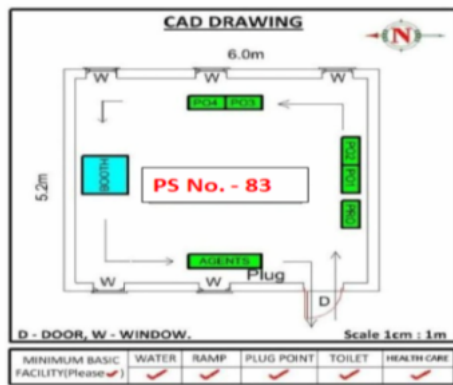 CAD DRAWING
N
6.0m
W W W
PO4 PO3
5.2m
BOOTH
PO2
PO1
PS No. - 83
PRO
AGENTS
Plug
W W
D
D - DOOR, W - WINDOW.
Scale 1cm : 1m
MINIMUM BASIC FACILITY(Please ✓)
WATER
RAMP
PLUG POINT
TOILET
HEALTH CARE
✓ ✓ ✓ ✓ ✓